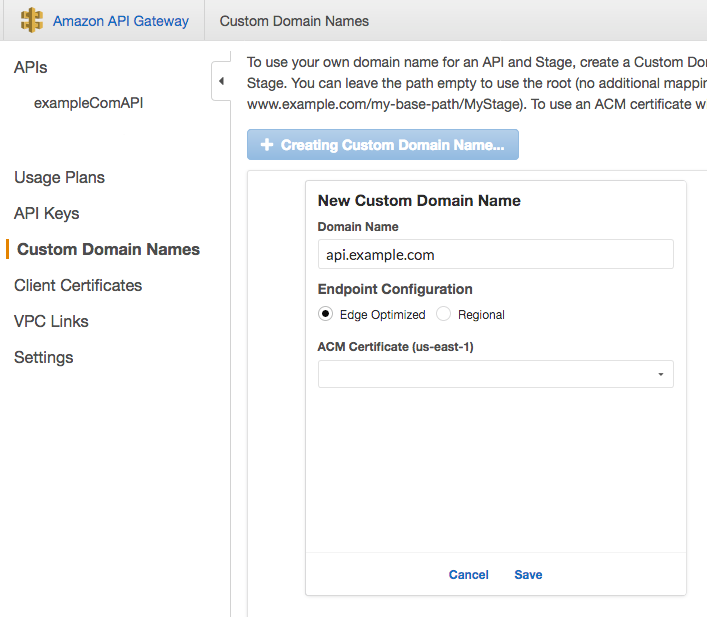 Amazon API Gateway
Custom Domain Names
APIs
exampleComAPI
Usage Plans
API Keys
Custom Domain Names
Client Certificates
VPC Links
Settings
To use your own domain name for an API and Stage, create a Custom Do
Stage. You can leave the path empty to use the root (no additional mappin
www.example.com/my-base-path/MyStage). To use an ACM certificate w
Creating Custom Domain Name...
New Custom Domain Name
Domain Name
api.example.com
Endpoint Configuration
Edge Optimized Regional
ACM Certificate (us-east-1)
Cancel Save